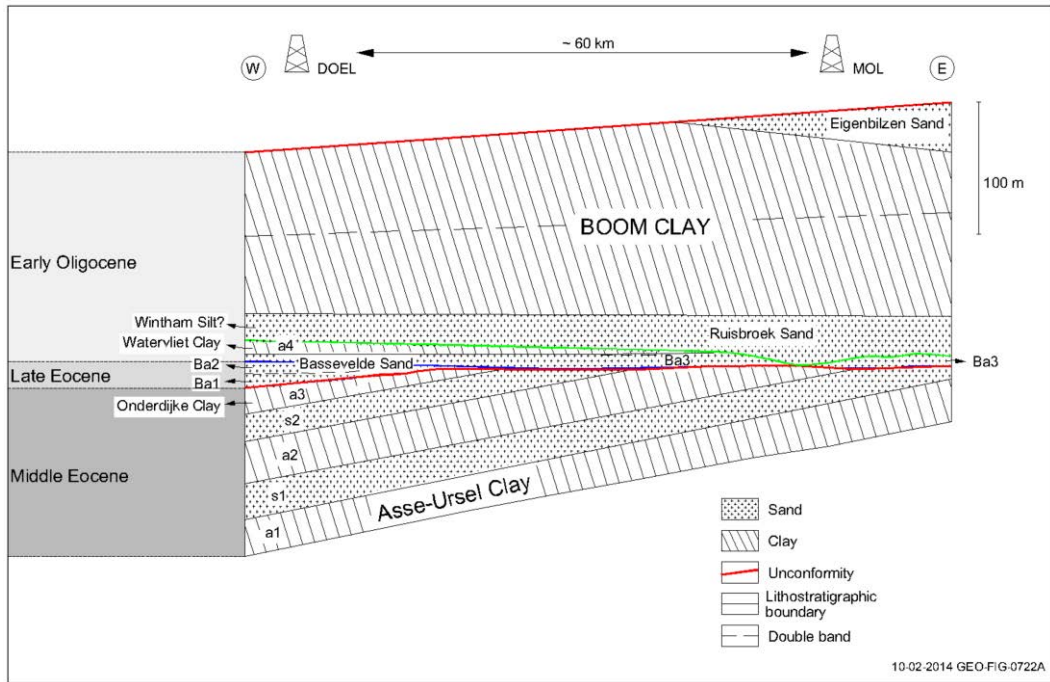 ~ 60 km
W
DOEL
MOL
E
Eigenbilzen Sand
100 m
BOOM CLAY
Early Oligocene
Wintham Silt?
Ruisbroek Sand
Watervliet Clay
a4
Ba2
Bassevelde Sand
Ba3
Ba3
Late Eocene
Ba1
a3
Onderdijke Clay
s2
a2
Middle Eocene
s1
Asse-Ursel Clay
a1
Sand
Clay
Unconformity
Lithostratigraphic
boundary
Double band
10-02-2014 GEO-FIG-0722A